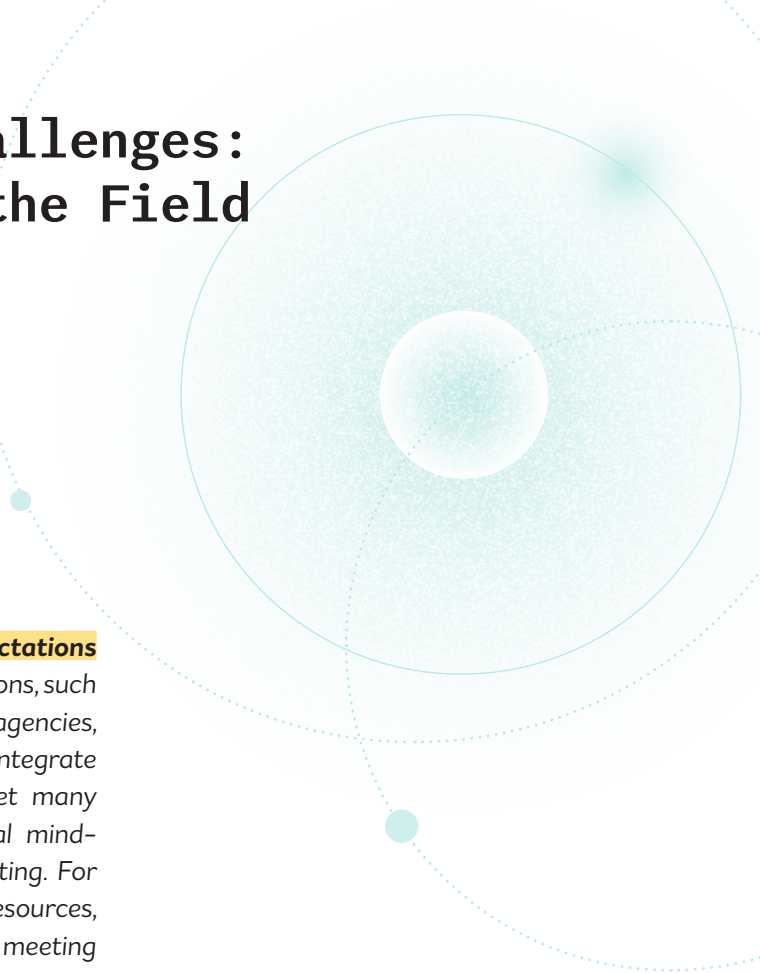 allenges:
the Field
ctations
ons, such
agencies,
ntegrate
et many
al mind-
ting. For
esources,
meeting